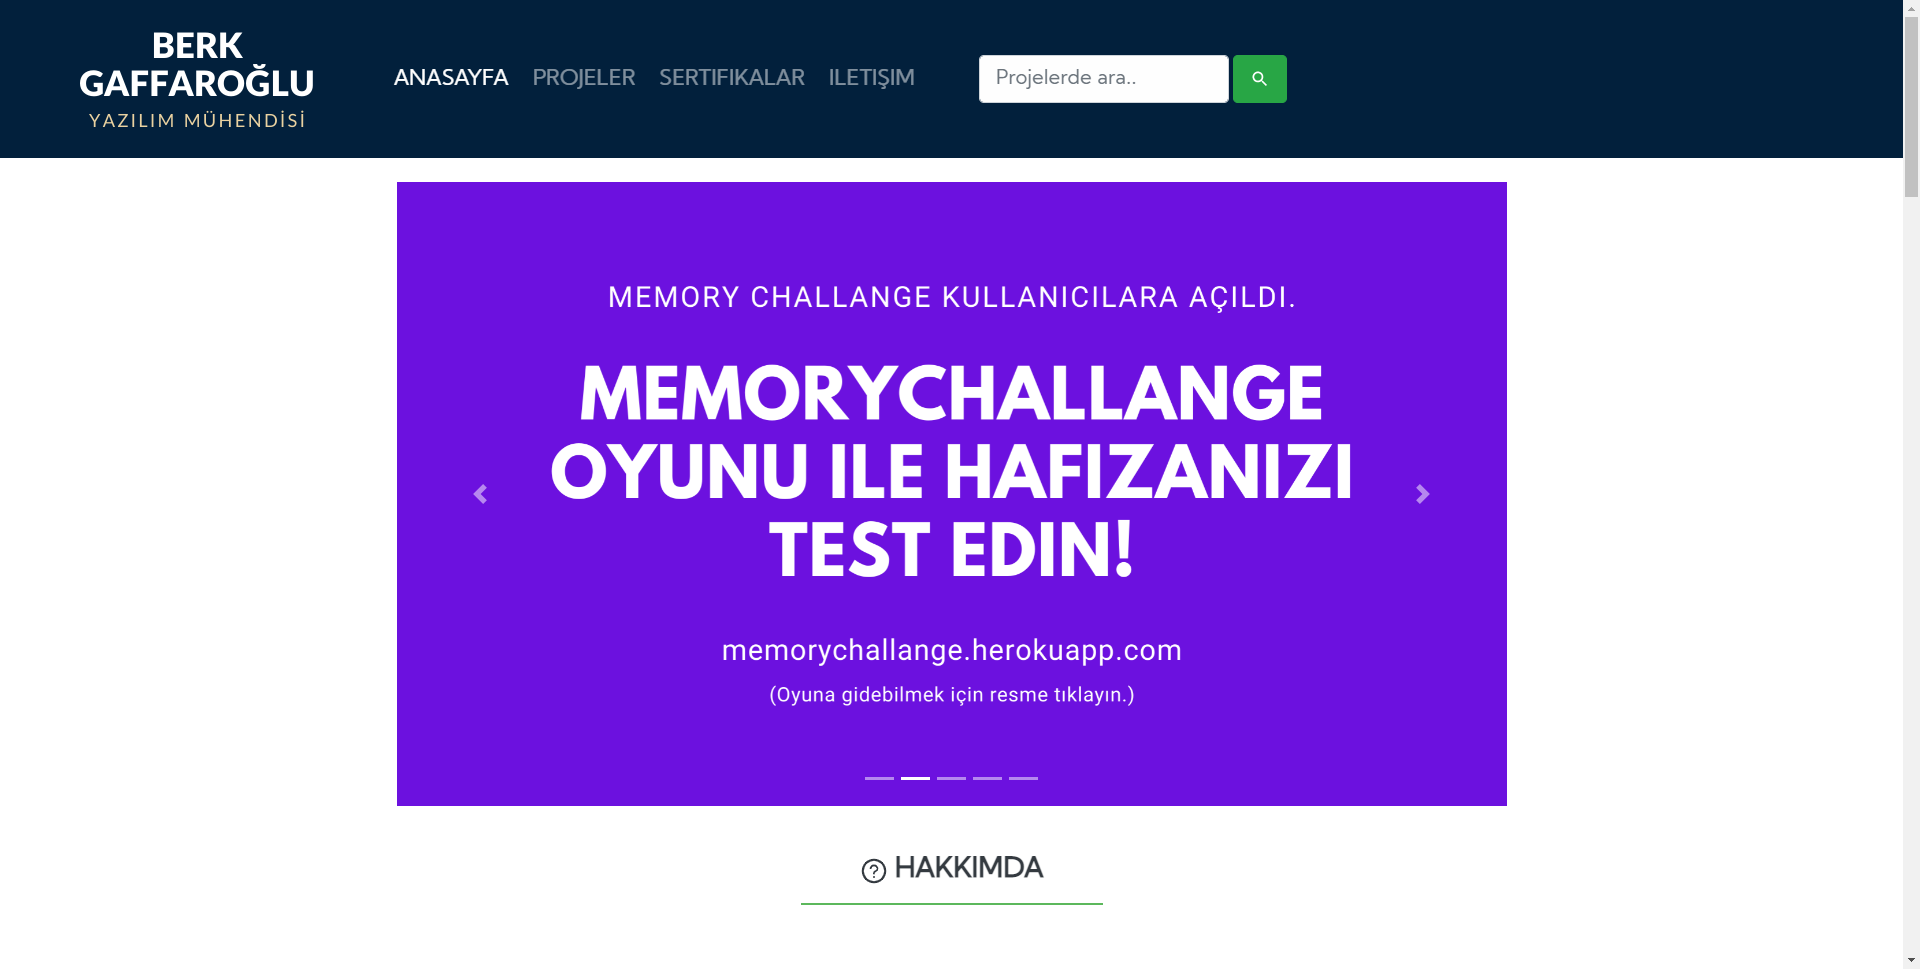 BERK
GAFFAROĞLU
YAZILIM MÜHENDİSİ
ANASAYFA PROJELER SERTIFIKALAR ILETIŞIM
Projelerde ara..
MEMORY CHALLANGE KULLANICILARA AÇILDI.
MEMORYCHALLANGE
OYUNU ILE HAFIZANIZI
TEST EDIN!
memorychallange.herokuapp.com
(Oyuna gidebilmek için resme tıklayın.)
HAKKIMDA